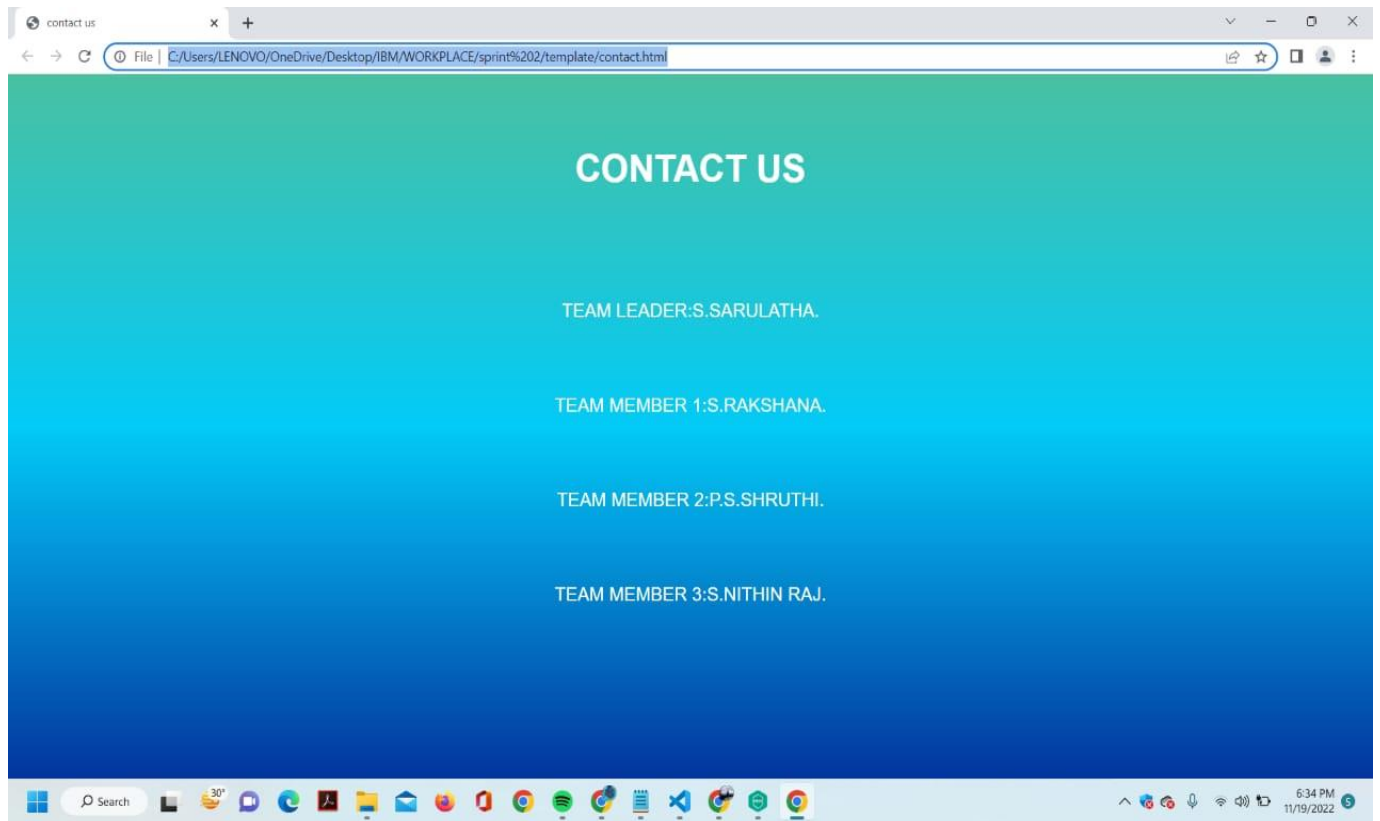 contact us
File
C:/Users/LENOVO/OneDrive/Desktop/IBM/WORKPLACE/sprint%202/template/contact.html
CONTACT US
TEAM LEADER:S.SARULATHA.
TEAM MEMBER 1:S.RAKSHANA.
TEAM MEMBER 2:P.S.SHRUTHI.
TEAM MEMBER 3:S.NITHIN RAJ.
Search
30°
6:34 PM
11/19/2022
S